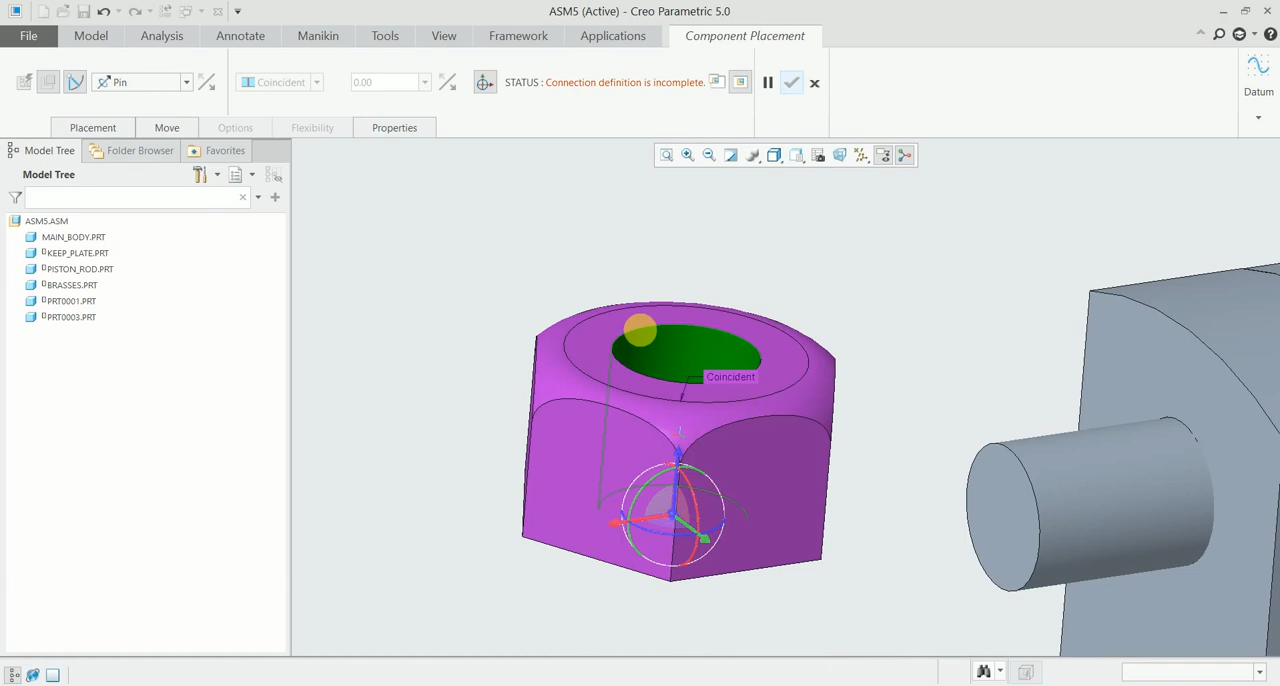 ASM5 (Active) - Creo Parametric 5.0
File Model Analysis Annotate Manikin Tools View Framework Applications Component Placement
Pin Coincident 0.00 STATUS: Connection definition is incomplete.
Datum
Placement Move Options Flexibility Properties
Model Tree Folder Browser Favorites
Model Tree
ASM5.ASM
MAIN_BODY.PRT
KEEP_PLATE.PRT
PISTON_ROD.PRT
BRASSES.PRT
PRT0001.PRT
PRT0003.PRT
Coincident